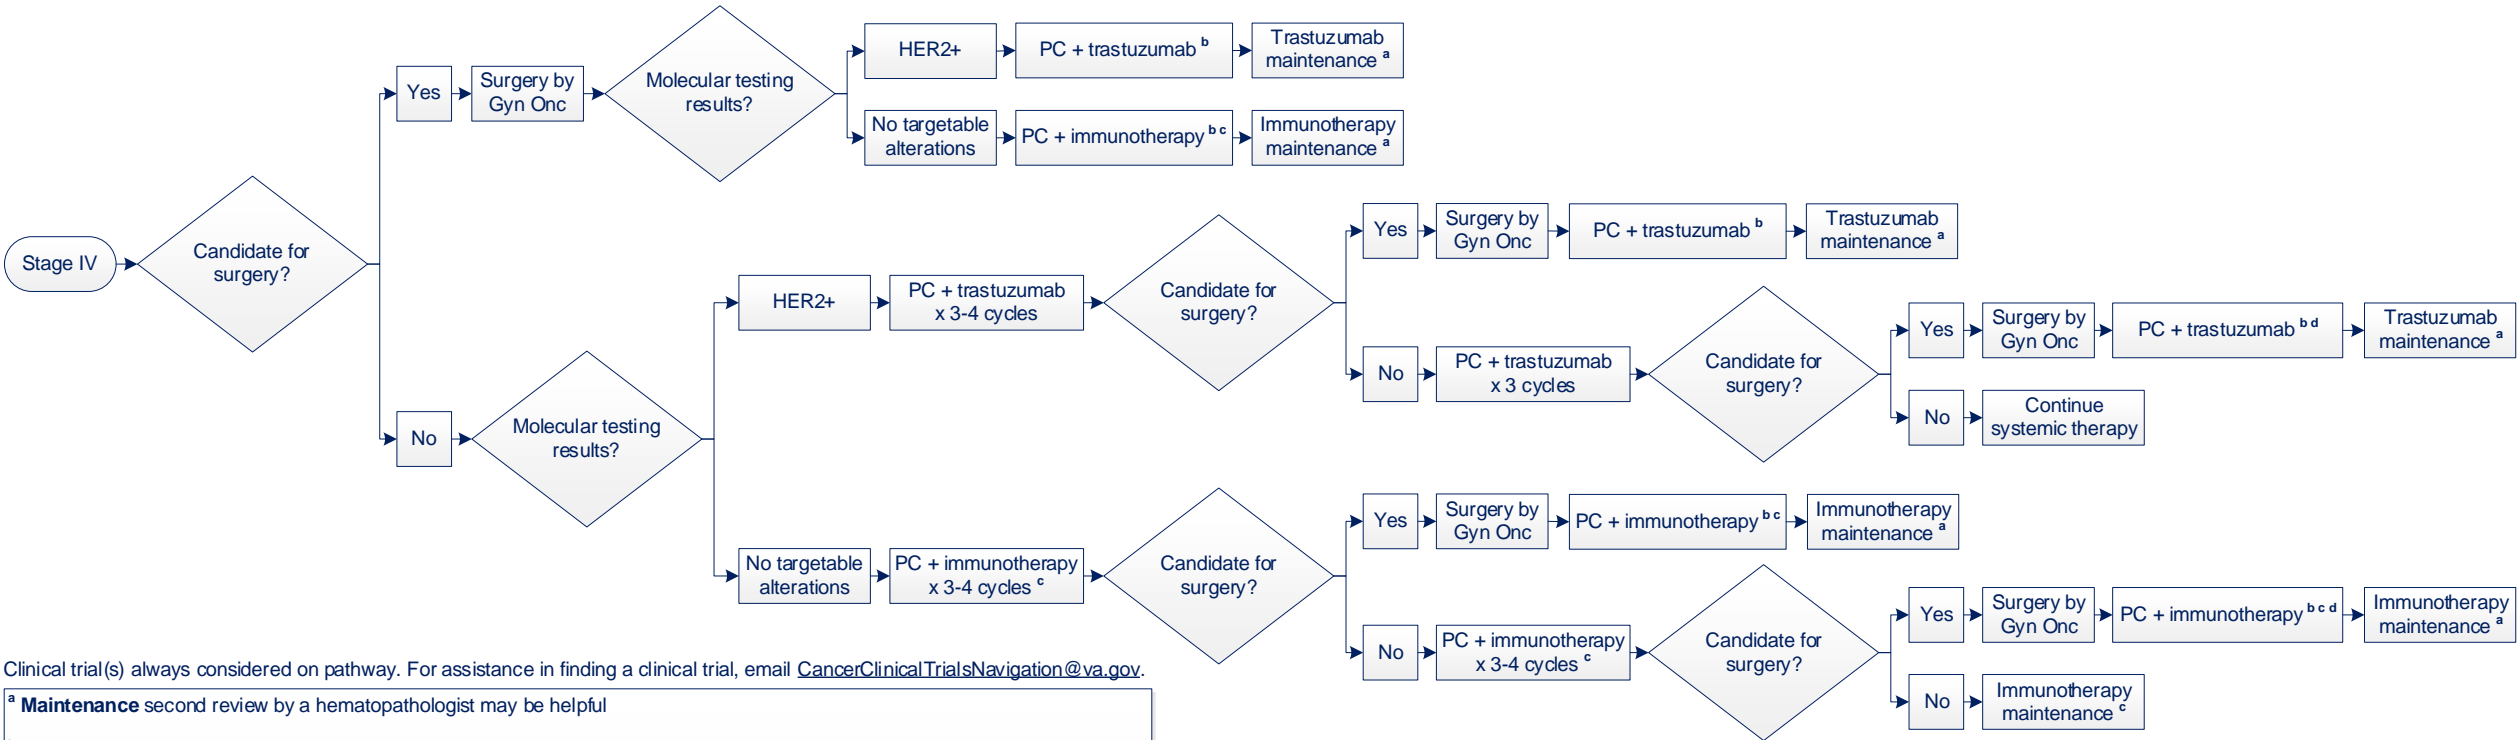 Stage IV
Candidate for
surgery?
Yes
Surgery by
Gyn Onc
Molecular testing
results?
HER2+
PC + trastuzumab b
Trastuzumab
maintenance a
No targetable
alterations
PC + immunotherapy b c
Immunotherapy
maintenance a
No
Molecular testing
results?
HER2+
PC + trastuzumab
x 3-4 cycles
Candidate for
surgery?
Yes
Surgery by
Gyn Onc
PC + trastuzumab b
Trastuzumab
maintenance a
No
PC + trastuzumab
x 3 cycles
Candidate for
surgery?
Yes
Surgery by
Gyn Onc
PC + trastuzumab b d
Trastuzumab
maintenance a
No
Continue
systemic therapy
No targetable
alterations
PC + immunotherapy
x 3-4 cycles c
Candidate for
surgery?
Yes
Surgery by
Gyn Onc
PC + immunotherapy b c
Immunotherapy
maintenance a
No
PC + immunotherapy
x 3-4 cycles c
Candidate for
surgery?
Yes
Surgery by
Gyn Onc
PC + immunotherapy b c d
Immunotherapy
maintenance a
No
Immunotherapy
maintenance c
Clinical trial(s) always considered on pathway. For assistance in finding a clinical trial, email CancerClinicalTrialsNavigation@va.gov.
a Maintenance second review by a hematopathologist may be helpful